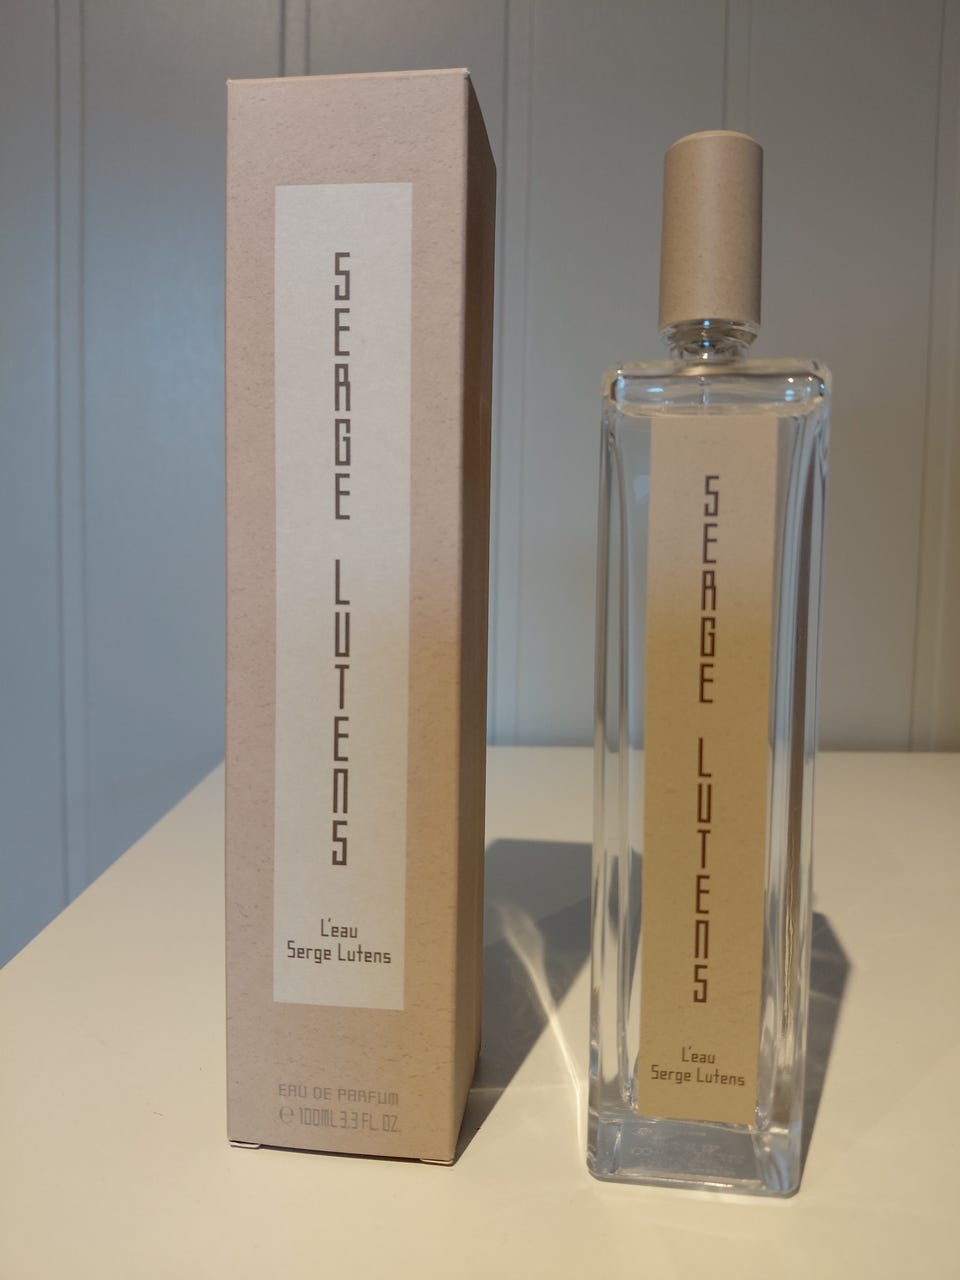 SERGE LUTENS
L'eau
Serge Lutens
EAU DE PARFUM
℮ 100ML 3.3 FL. OZ.
SERGE LUTENS
L'eau
Serge Lutens